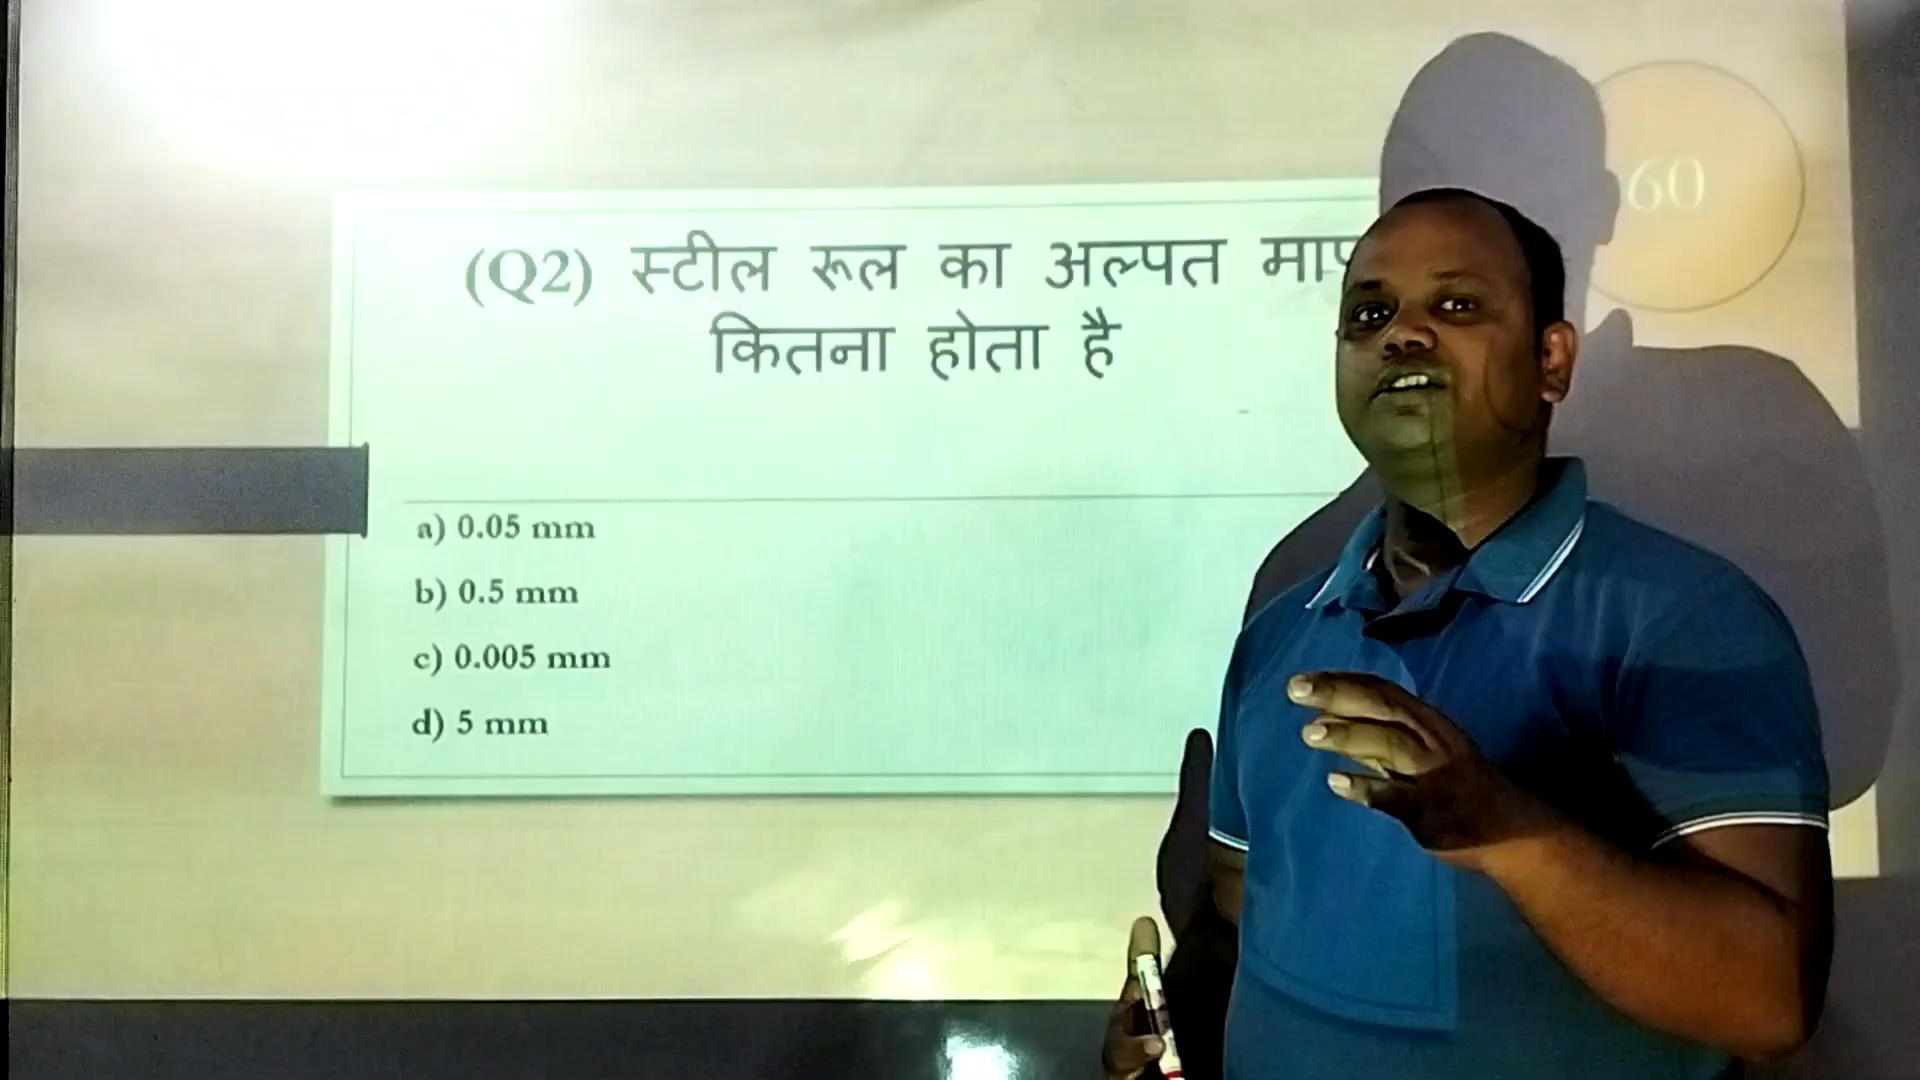 60
(Q2) स्टील रूल का अल्पत
कितना होता है
a) 0.05 mm
b) 0.5 mm
c) 0.005 mm
d) 5 mm